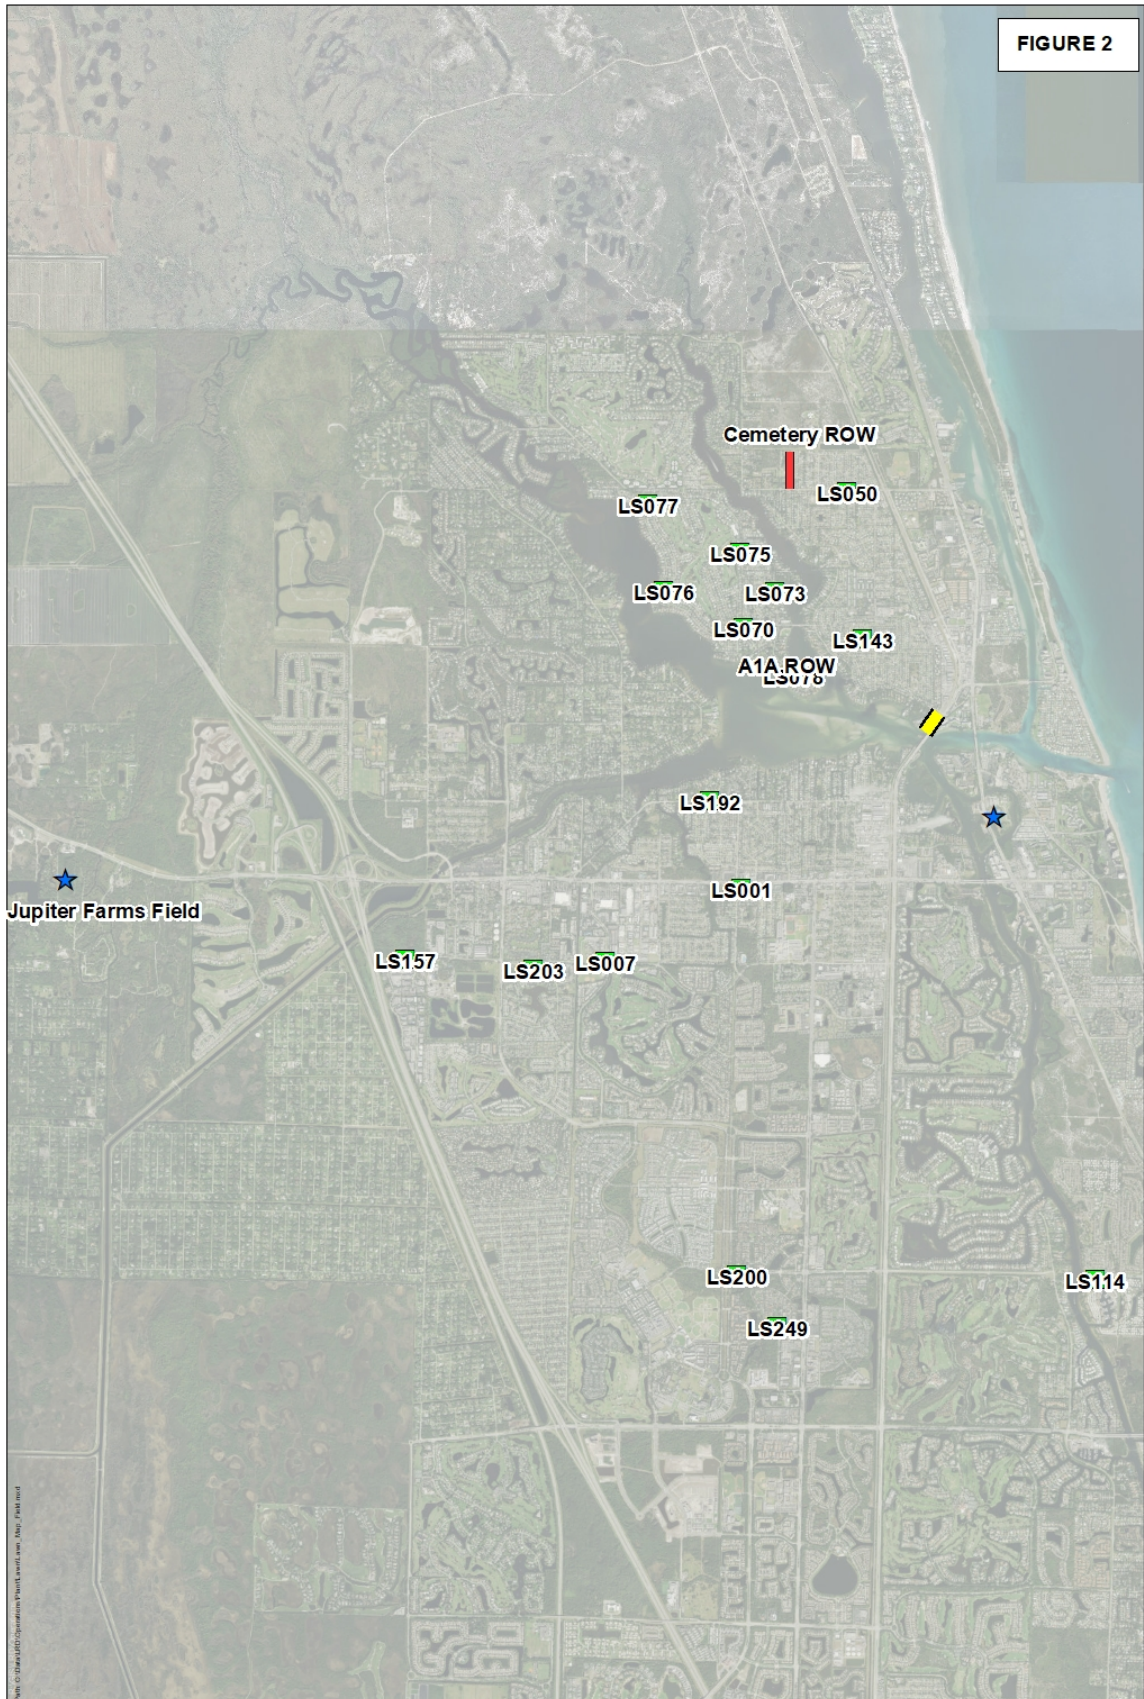 FIGURE 2
Cemetery ROW
LS050
LS077
LS075
LS076
LS073
LS070
LS143
A1A ROW
LS078
LS192
LS001
Jupiter Farms Field
LS157
LS203
LS007
LS200
LS114
LS249